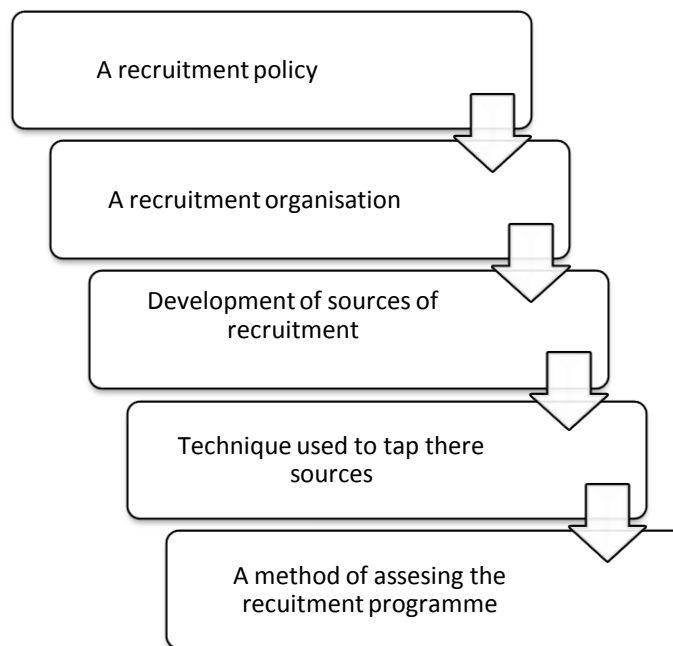 A recruitment policy
A recruitment organisation
Development of sources of
recruitment
Technique used to tap there
sources
A method of assesing the
recuitment programme